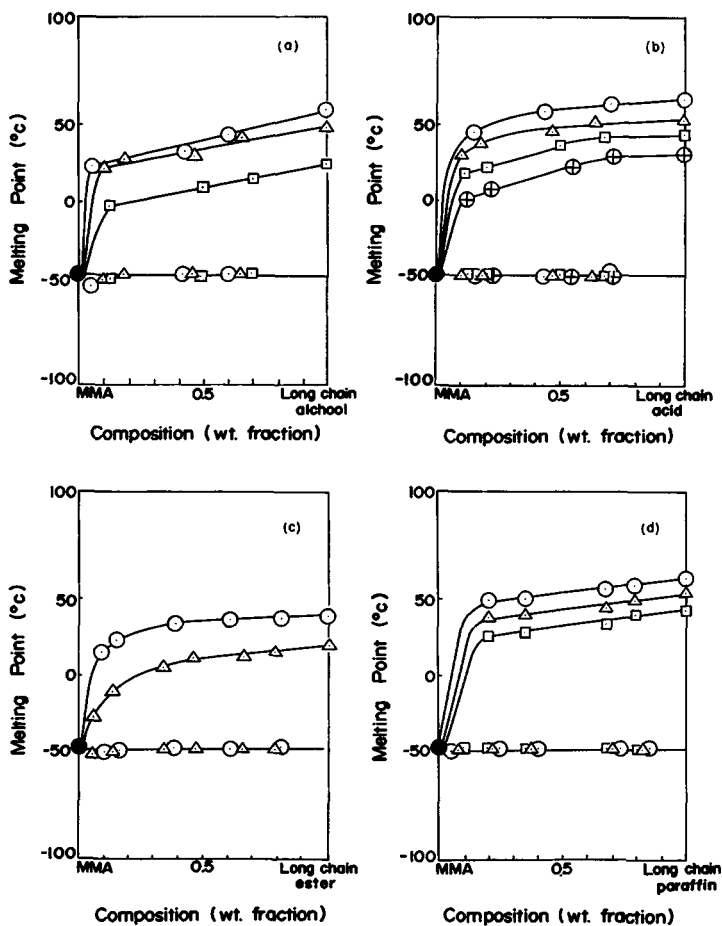 (a)
100
50
0
-50
-100
Melting Point (°c)
MMA 0.5 Long chain
alchool
Composition (wt. fraction)
(b)
100
50
0
-50
-100
Melting Point (°c)
MMA 0.5 Long chain
acid
Composition (wt. fraction)
(c)
100
50
0
-50
-100
Melting Point (°c)
MMA 0.5 Long chain
ester
Composition (wt. fraction)
(d)
100
50
0
-50
-100
Melting Point (°c)
MMA 0.5 Long chain
paraffin
Composition (wt. fraction)